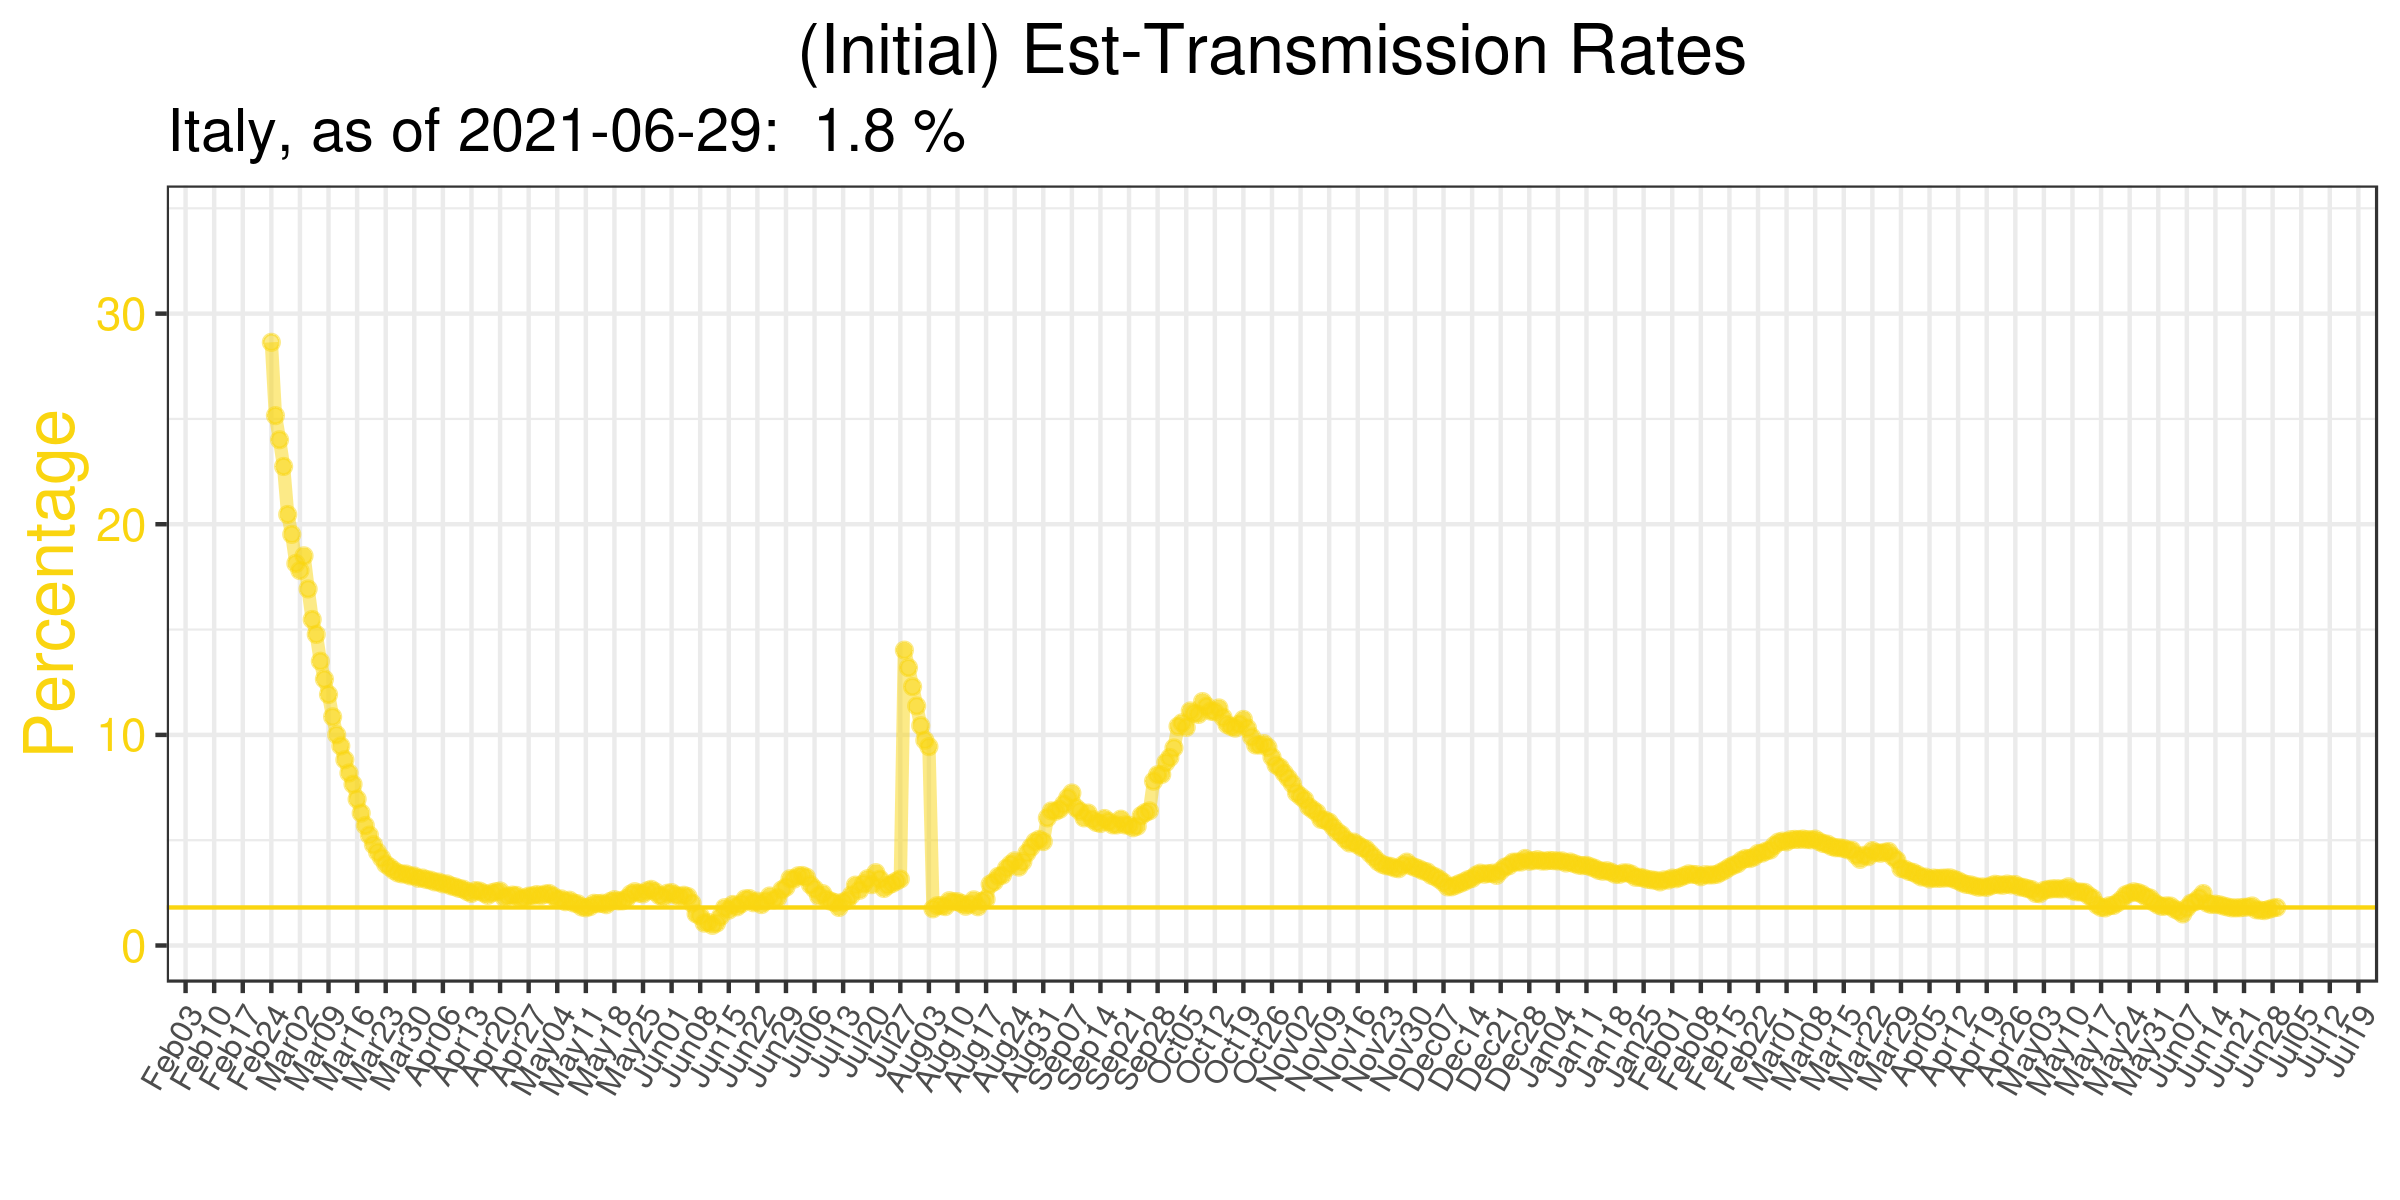 (Initial) Est-Transmission Rates
Italy, as of 2021-06-29:  1.8 %
Percentage
30
20
10
0
Feb03 Feb10 Feb17 Feb24 Mar02 Mar09 Mar16 Mar23 Mar30 Apr06 Apr13 Apr20 Apr27 May04 May11 May18 May25 Jun01 Jun08 Jun15 Jun22 Jun29 Jul06 Jul13 Jul20 Jul27 Aug03 Aug10 Aug17 Aug24 Aug31 Sep07 Sep14 Sep21 Sep28 Oct05 Oct12 Oct19 Oct26 Nov02 Nov09 Nov16 Nov23 Nov30 Dec07 Dec14 Dec21 Dec28 Jan04 Jan11 Jan18 Jan25 Feb01 Feb08 Feb15 Feb22 Mar01 Mar08 Mar15 Mar22 Mar29 Apr05 Apr12 Apr19 Apr26 May03 May10 May17 May24 May31 Jun07 Jun14 Jun21 Jun28 Jul05 Jul12 Jul19